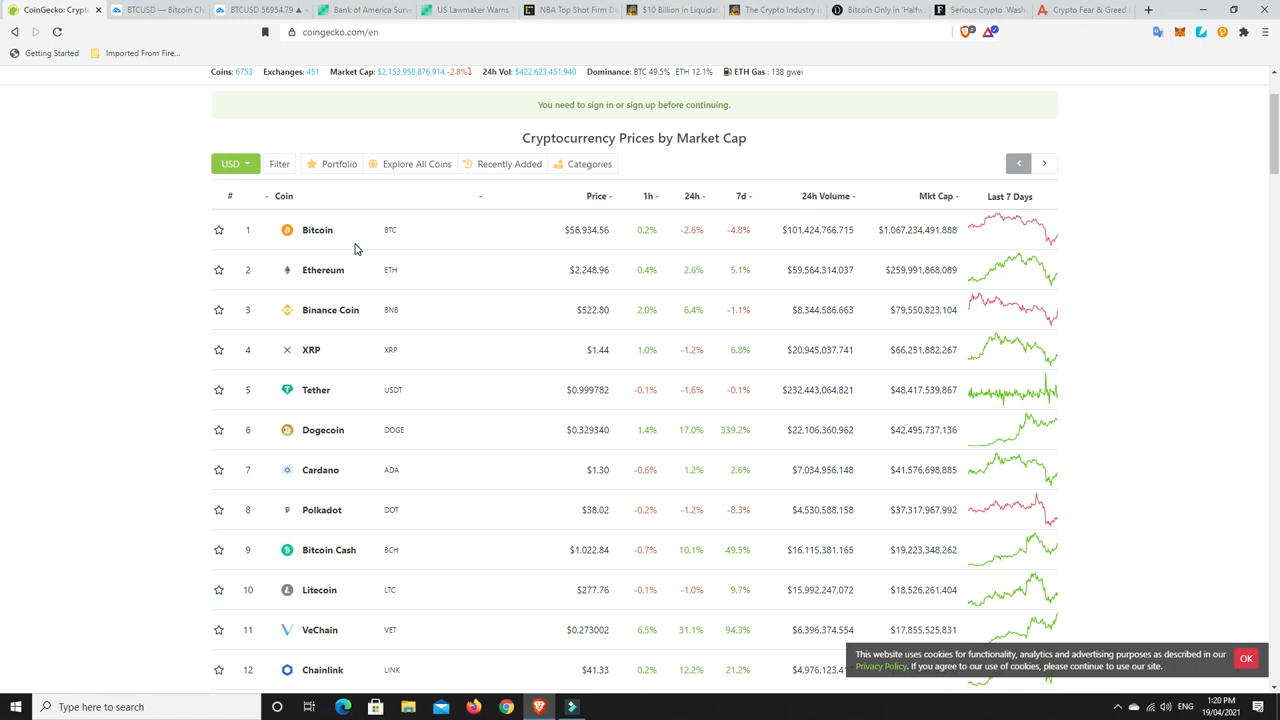 CoinGecko: Crypto
BTCUSD — Bitcoin Ch
BTCUSD 56954.79 ▲
Bank of America Surv
US Lawmaker Warns
NBA Top Shot Firm D
$10 Billion in Liquidat
The Crypto Industry
Bitcoin Only in 'Halfw
Serious Crypto 'Wash
Crypto Fear & Greed
coingecko.com/en
Getting Started
Imported From Fire...
Coins: 6753 Exchanges: 451 Market Cap: $2,153,958,876,914 -2.8% 24h Vol: $422,623,451,940 Dominance: BTC 49.5% ETH 12.1% ETH Gas : 138 gwei
You need to sign in or sign up before continuing.
Cryptocurrency Prices by Market Cap
USD Filter Portfolio Explore All Coins Recently Added Categories
# Coin Price 1h 24h 7d 24h Volume Mkt Cap Last 7 Days
1 Bitcoin BTC $56,934.56 0.2% -2.6% -4.8% $101,424,766,715 $1,067,234,491,888
2 Ethereum ETH $2,248.96 0.4% 2.6% 5.1% $59,564,314,037 $259,991,868,089
3 Binance Coin BNB $522.80 2.0% 6.4% -1.1% $8,344,586,663 $79,550,823,104
4 XRP XRP $1.44 1.0% -1.2% 6.8% $20,945,037,741 $66,251,882,267
5 Tether USDT $0.999782 -0.1% -1.6% -0.1% $232,443,064,821 $48,417,539,867
6 Dogecoin DOGE $0.329340 1.4% 17.0% 339.2% $22,106,360,962 $42,495,737,136
7 Cardano ADA $1.30 -0.6% 1.2% 2.6% $7,034,956,148 $41,576,698,885
8 Polkadot DOT $38.02 -0.2% -1.2% -8.3% $4,530,588,158 $37,317,967,992
9 Bitcoin Cash BCH $1,022.84 -0.7% 10.1% 49.5% $16,115,381,165 $19,223,348,262
10 Litecoin LTC $277.76 -0.1% -1.0% 9.7% $15,992,247,072 $18,526,261,404
11 VeChain VET $0.273002 6.5% 31.1% 94.3% $6,396,374,554 $17,855,525,831
12 Chainlink LINK $41.33 0.2% 12.2% 21.2% $4,976,123,4
This website uses cookies for functionality, analytics and advertising purposes as described in our
Privacy Policy. If you agree to our use of cookies, please continue to use our site.
OK
Type here to search
ENG
1:20 PM
19/04/2021